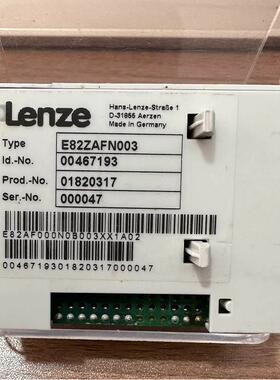 Lenze
Hans-Lenze-Straße 1
D-31855 Aerzen
Made in Germany
Type E82ZAFN003
Id.-No. 00467193
Prod.-No. 01820317
Ser.-No. 000047
E82AF000N0B003XX1A02
004671930182031700047